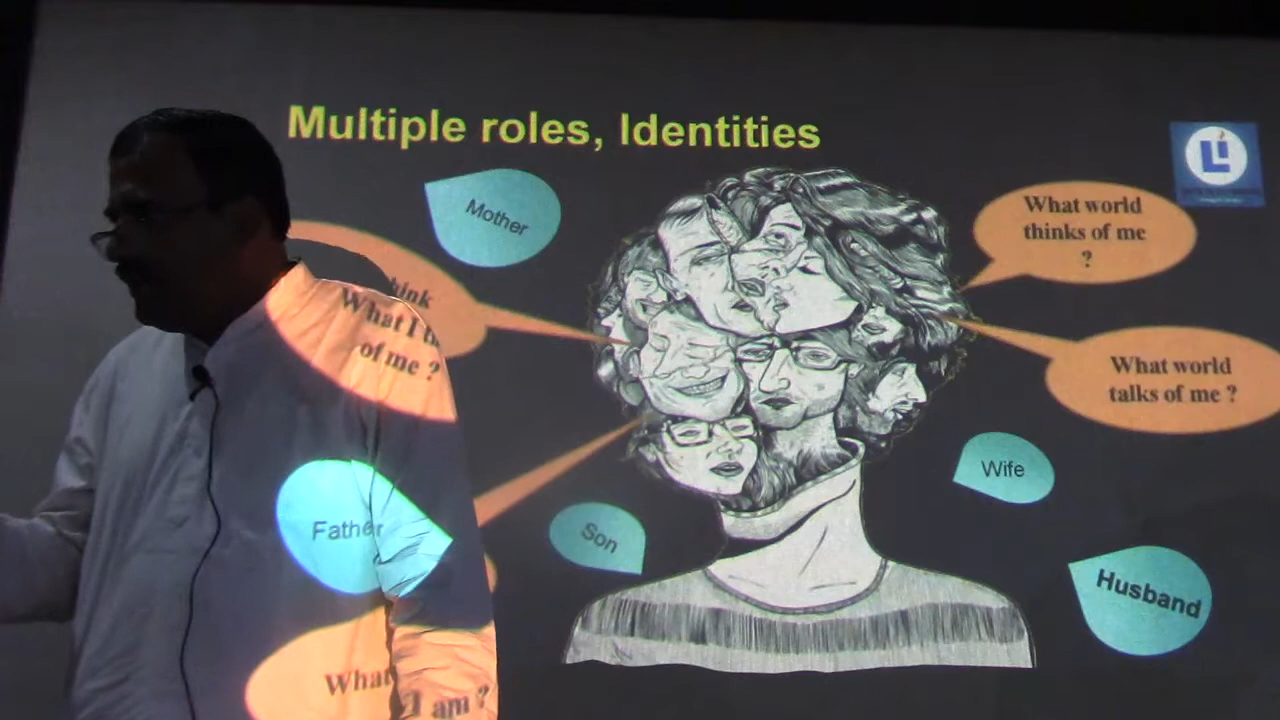 Multiple roles, Identities
Mother
What world
thinks of me
?
think
What I
of me ?
What world
talks of me ?
Wife
Father
Son
Husband
What
I am ?